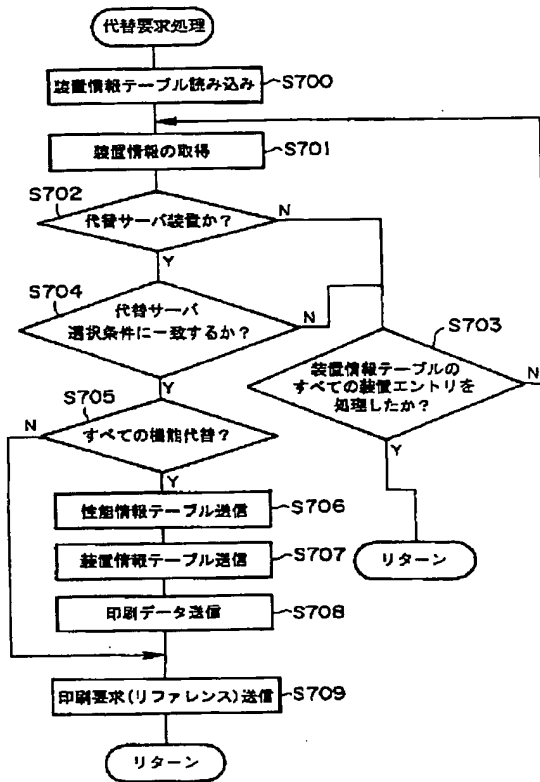 代替要求処理
装置情報テーブル読み込み
S700
装置情報の取得
S701
S702
代替サーバ装置か?
N
Y
S704
代替サーバ
選択条件に一致するか?
N
Y
S703
装置情報テーブルの
すべての装置エントリを
処理したか?
N
Y
リターン
S705
N
すべての機能代替?
Y
性能情報テーブル送信
S706
装置情報テーブル送信
S707
印刷データ送信
S708
印刷要求(リファレンス)送信
S709
リターン